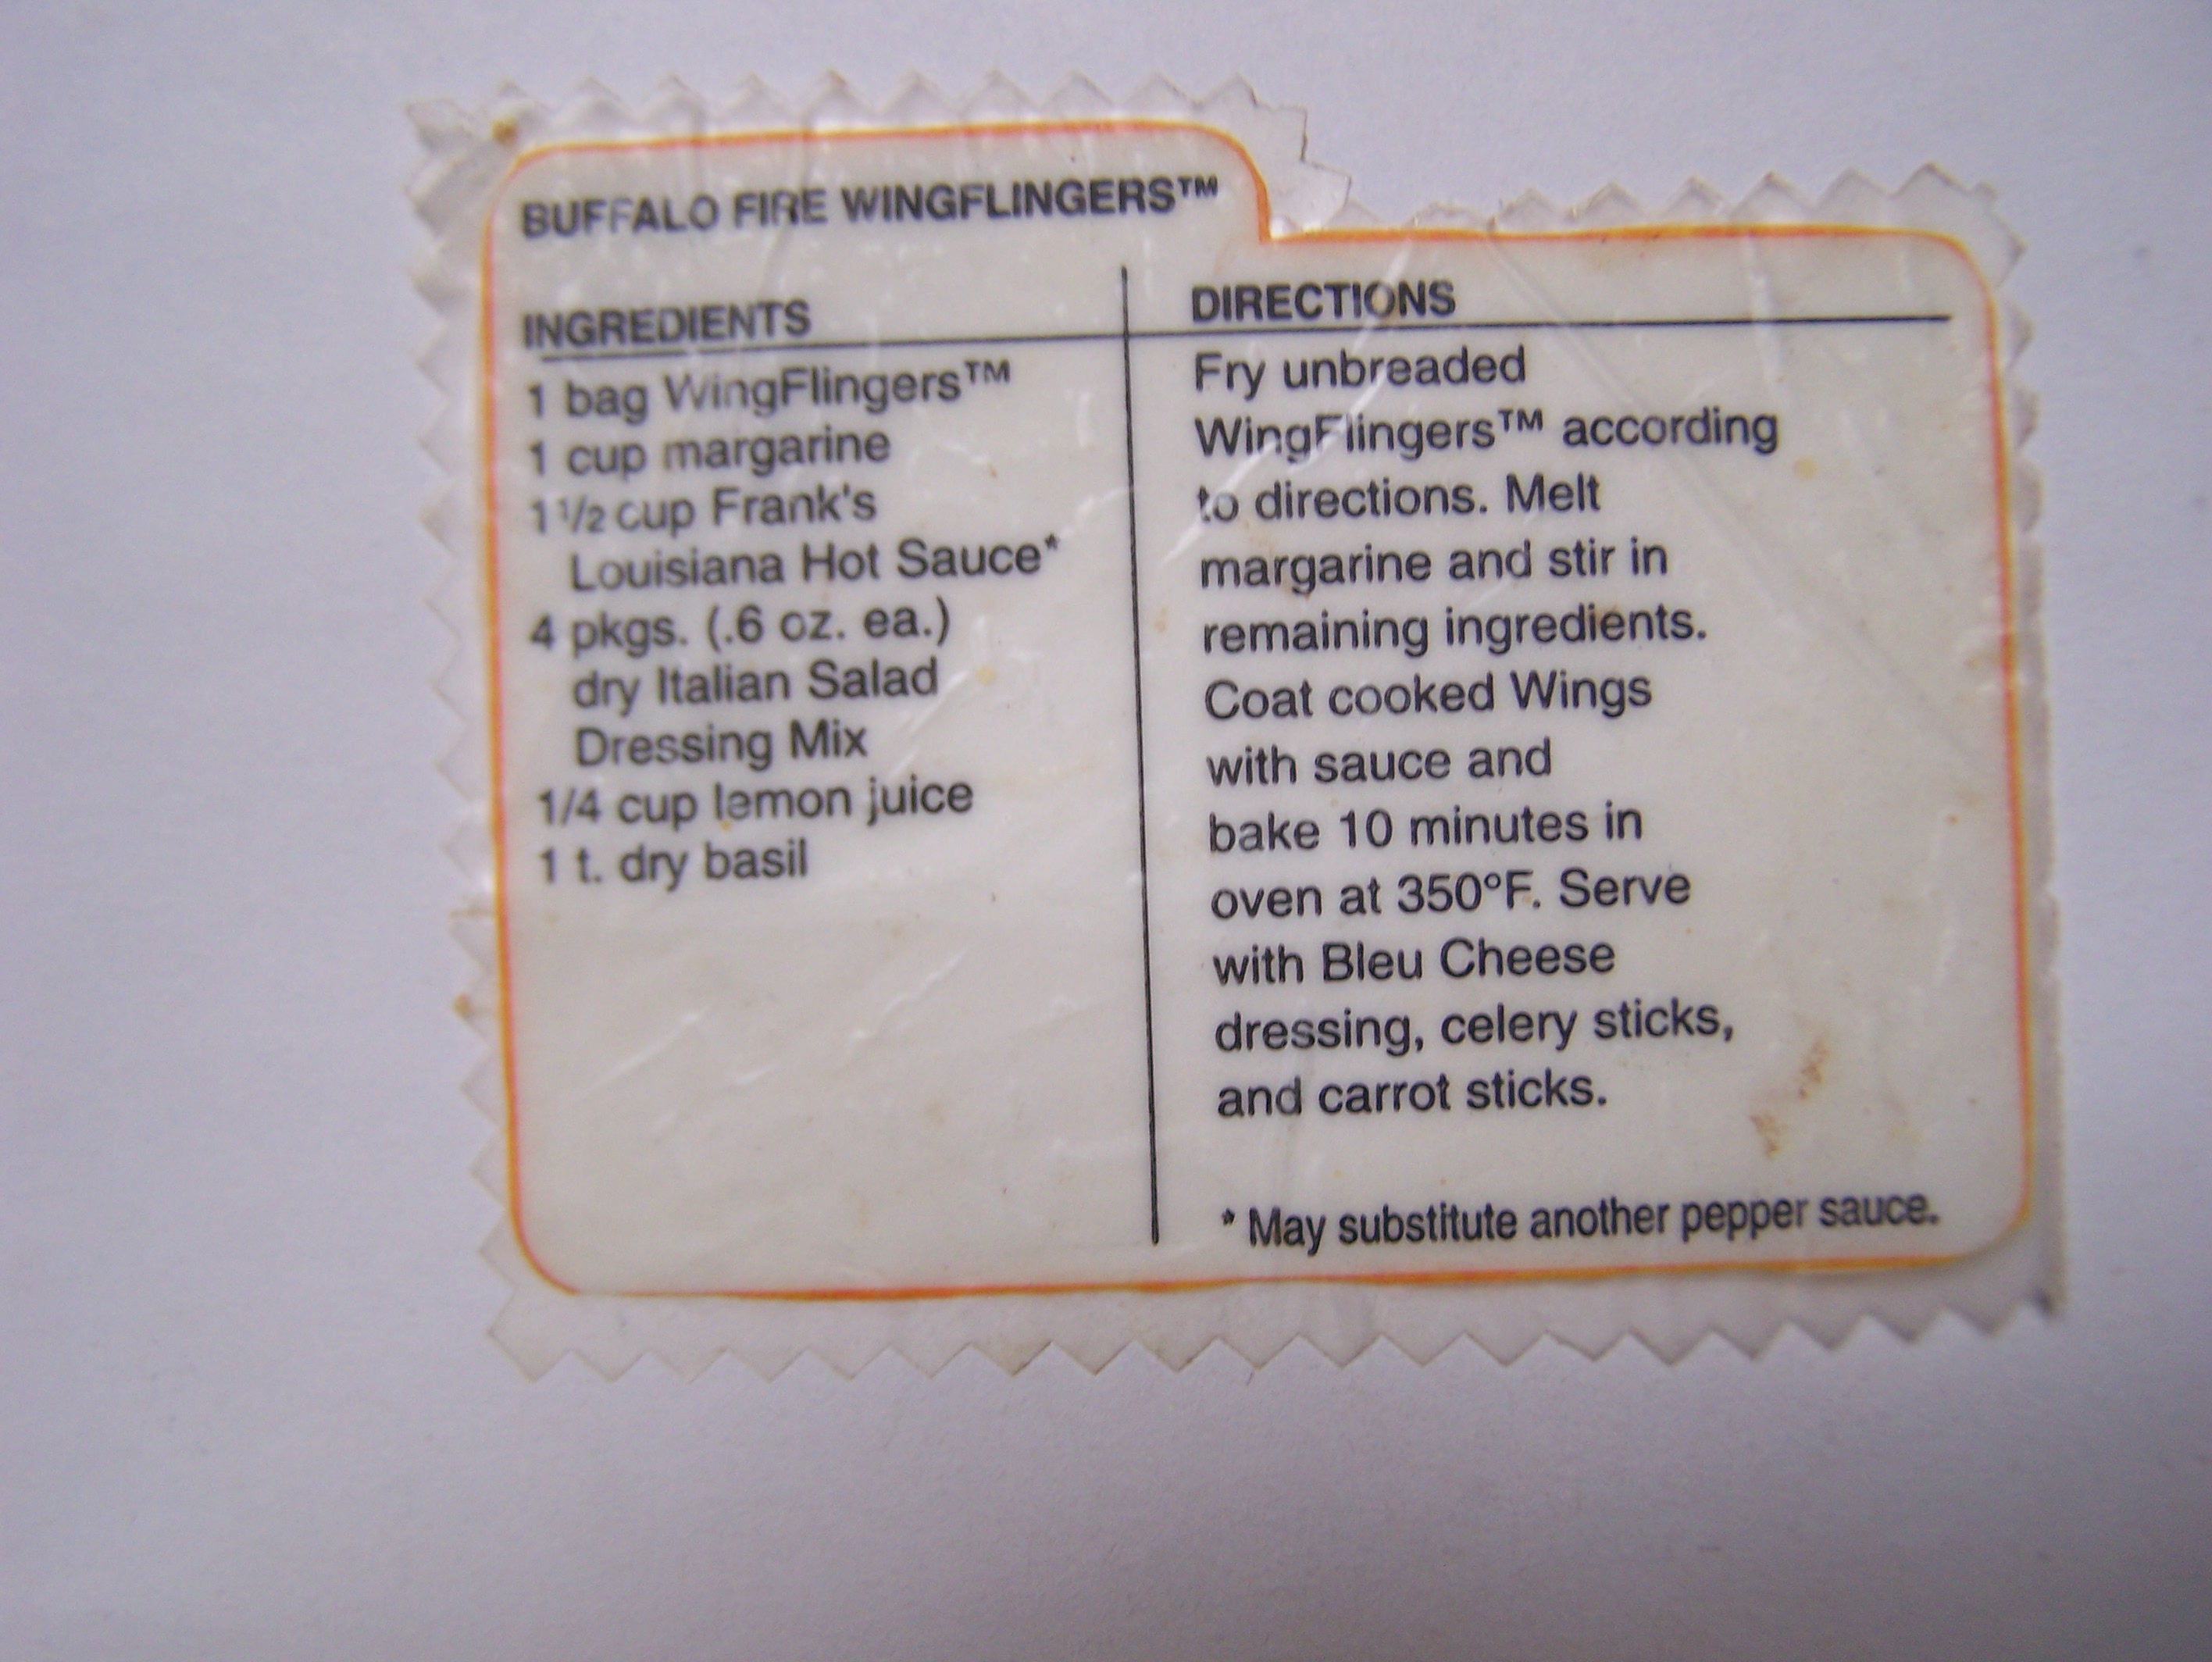 BUFFALO FIRE WINGFLINGERS™
INGREDIENTS
1 bag WingFlingers™
1 cup margarine
1 1/2 cup Frank's
Louisiana Hot Sauce*
4 pkgs. (.6 oz. ea.)
dry Italian Salad
Dressing Mix
1/4 cup lemon juice
1 t. dry basil
DIRECTIONS
Fry unbreaded
WingFlingers™ according
to directions. Melt
margarine and stir in
remaining ingredients.
Coat cooked Wings
with sauce and
bake 10 minutes in
oven at 350°F. Serve
with Bleu Cheese
dressing, celery sticks,
and carrot sticks.
* May substitute another pepper sauce.